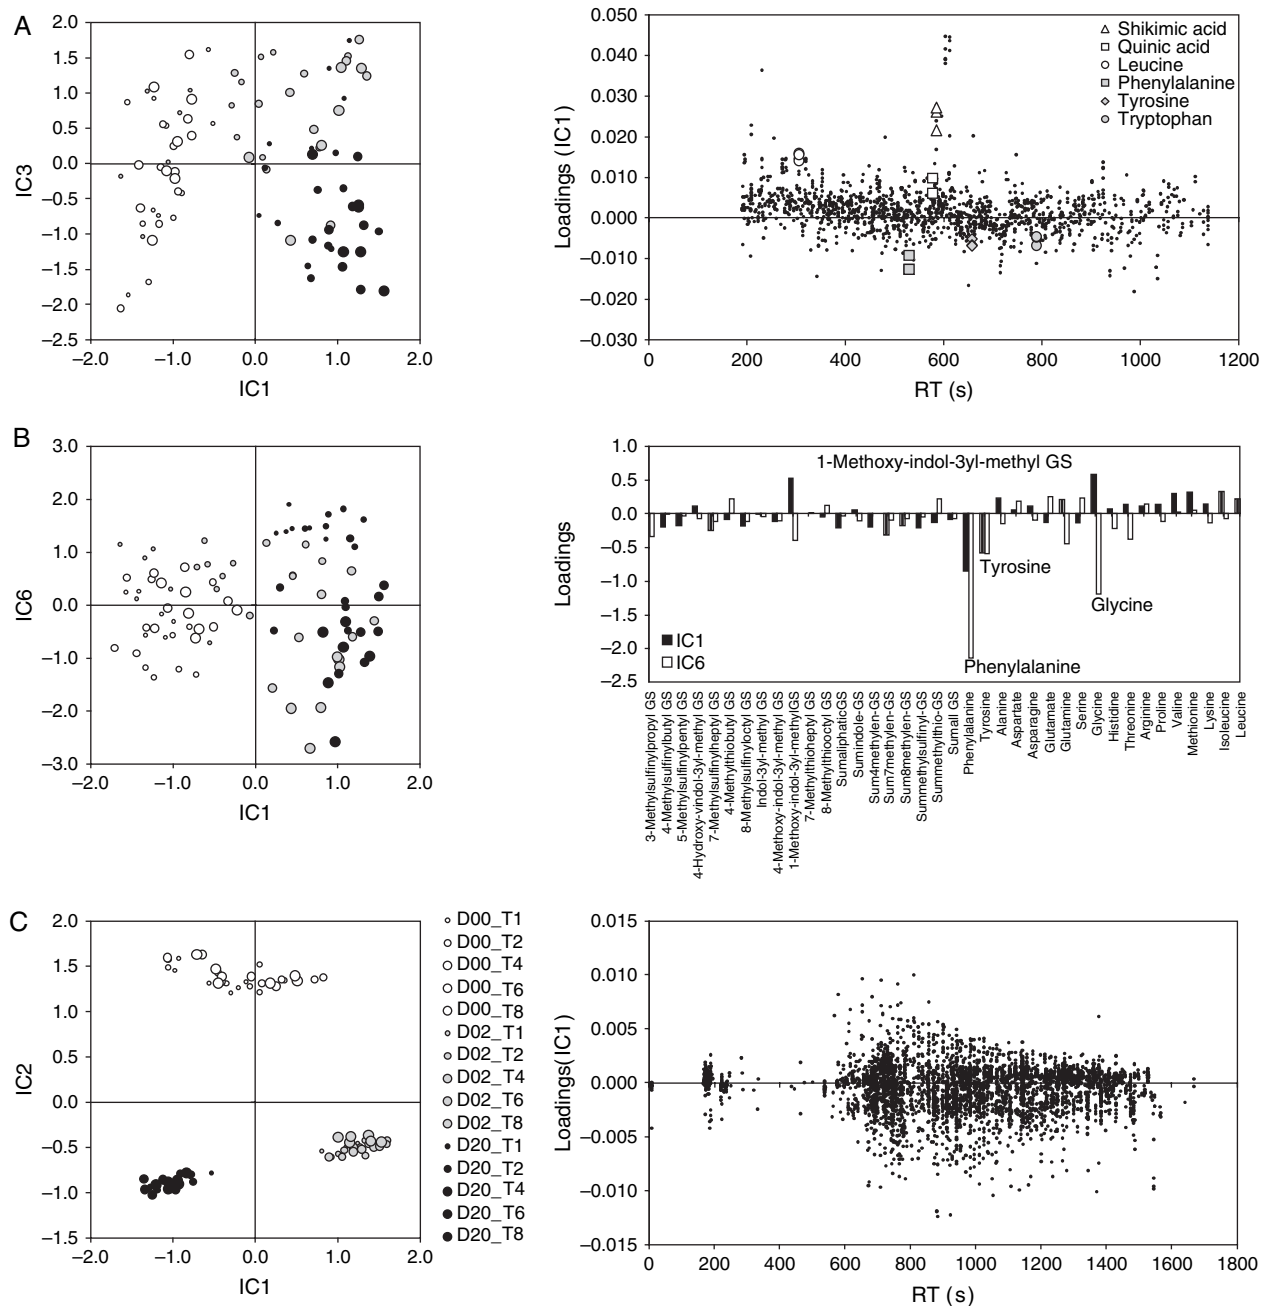 A
2.0
1.5
1.0
0.5
0.0
−0.5
−1.0
−1.5
−2.0
−2.5
IC3
−2.0
−1.0
0.0
1.0
2.0
IC1
0.050
0.040
0.030
0.020
0.010
0.000
−0.010
−0.020
−0.030
Loadings (IC1)
0
200
400
600
800
1000
1200
RT (s)
Shikimic acid
Quinic acid
Leucine
Phenylalanine
Tyrosine
Tryptophan
B
3.0
2.0
1.0
0.0
−1.0
−2.0
−3.0
IC6
−2.0
−1.0
0.0
1.0
2.0
IC1
1.0
0.5
0.0
−0.5
−1.0
−1.5
−2.0
−2.5
Loadings
1-Methoxy-indol-3yl-methyl GS
Tyrosine
Glycine
Phenylalanine
IC1
IC6
3-Methylsulfinylpropyl GS
4-Methylsulfinylbutyl GS
5-Methylsulfinylpentyl GS
4-Hydroxy-vindol-3yl-methyl GS
7-Methylsulfinylheptyl GS
4-Methylthiobutyl GS
8-Methylsulfinyloctyl GS
Indol-3yl-methyl GS
4-Methoxy-indol-3yl-methyl GS
1-Methoxy-indol-3yl-methylGS
7-Methylthioheptyl GS
8-Methylthiooctyl GS
SumaliphaticGS
Sumindole-GS
Sum4methylen-GS
Sum7methylen-GS
Sum8methylen-GS
Summethylsulfinyl-GS
Summethylthio-GS
Sumall GS
Phenylalanine
Tyrosine
Alanine
Aspartate
Asparagine
Glutamate
Glutamine
Serine
Glycine
Histidine
Threonine
Arginine
Proline
Valine
Methionine
Lysine
Isoleucine
Leucine
C
2.0
1.5
1.0
0.5
0.0
−0.5
−1.0
−1.5
IC2
−2.0
−1.0
0.0
1.0
2.0
IC1
D00_T1
D00_T2
D00_T4
D00_T6
D00_T8
D02_T1
D02_T2
D02_T4
D02_T6
D02_T8
D20_T1
D20_T2
D20_T4
D20_T6
D20_T8
0.015
0.010
0.005
0.000
−0.005
−0.010
−0.015
Loadings(IC1)
0
200
400
600
800
1000
1200
1400
1600
1800
RT (s)